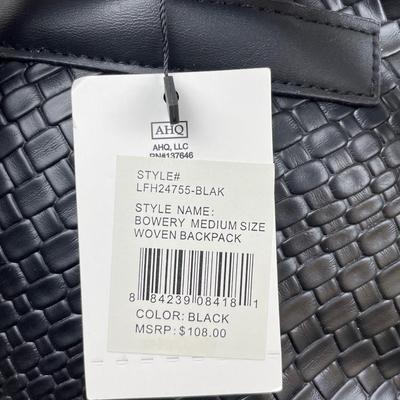 AHQ
AHQ, LLC
RN#137646
STYLE#
LFH24755-BLAK
STYLE NAME:
BOWERY MEDIUM SIZE
WOVEN BACKPACK
8 84239 08418 1
COLOR: BLACK
MSRP: $108.00